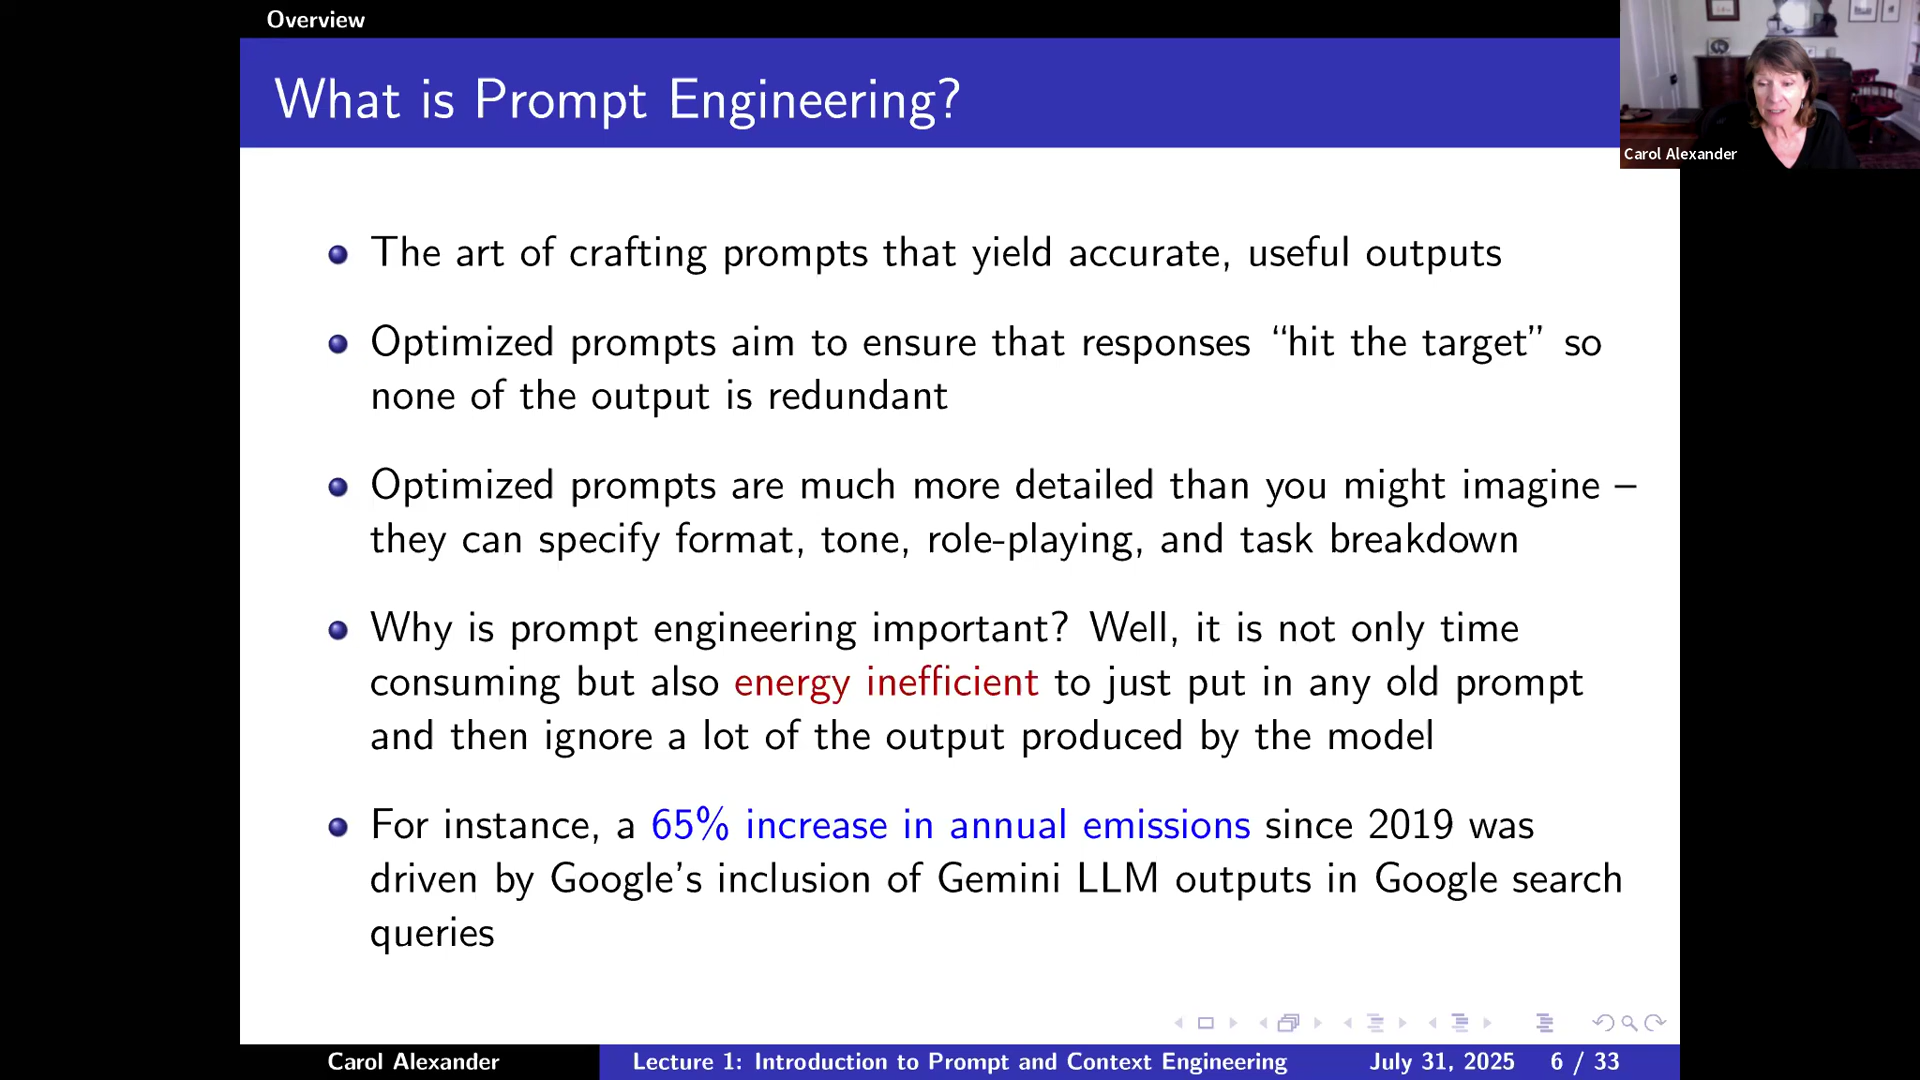 Overview
What is Prompt Engineering?
Carol Alexander
The art of crafting prompts that yield accurate, useful outputs
Optimized prompts aim to ensure that responses “hit the target” so
none of the output is redundant
Optimized prompts are much more detailed than you might imagine –
they can specify format, tone, role-playing, and task breakdown
Why is prompt engineering important? Well, it is not only time
consuming but also energy inefficient to just put in any old prompt
and then ignore a lot of the output produced by the model
For instance, a 65% increase in annual emissions since 2019 was
driven by Google’s inclusion of Gemini LLM outputs in Google search
queries
Carol Alexander Lecture 1: Introduction to Prompt and Context Engineering July 31, 2025 6 / 33